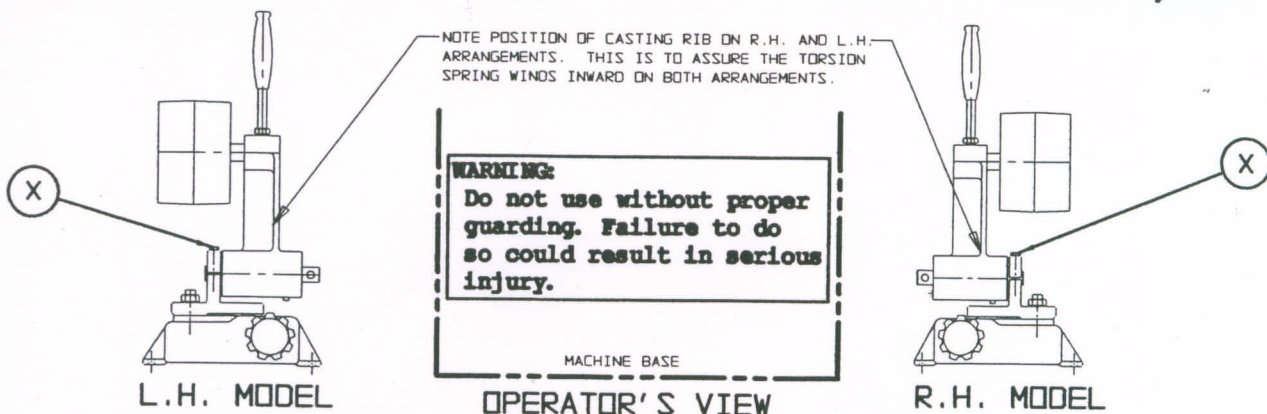 NOTE POSITION OF CASTING RIB ON R.H. AND L.H.
ARRANGEMENTS. THIS IS TO ASSURE THE TORSION
SPRING WINDS INWARD ON BOTH ARRANGEMENTS.
X
X
WARNING:
Do not use without proper
guarding. Failure to do
so could result in serious
injury.
MACHINE BASE
L.H. MODEL
OPERATOR'S VIEW
R.H. MODEL